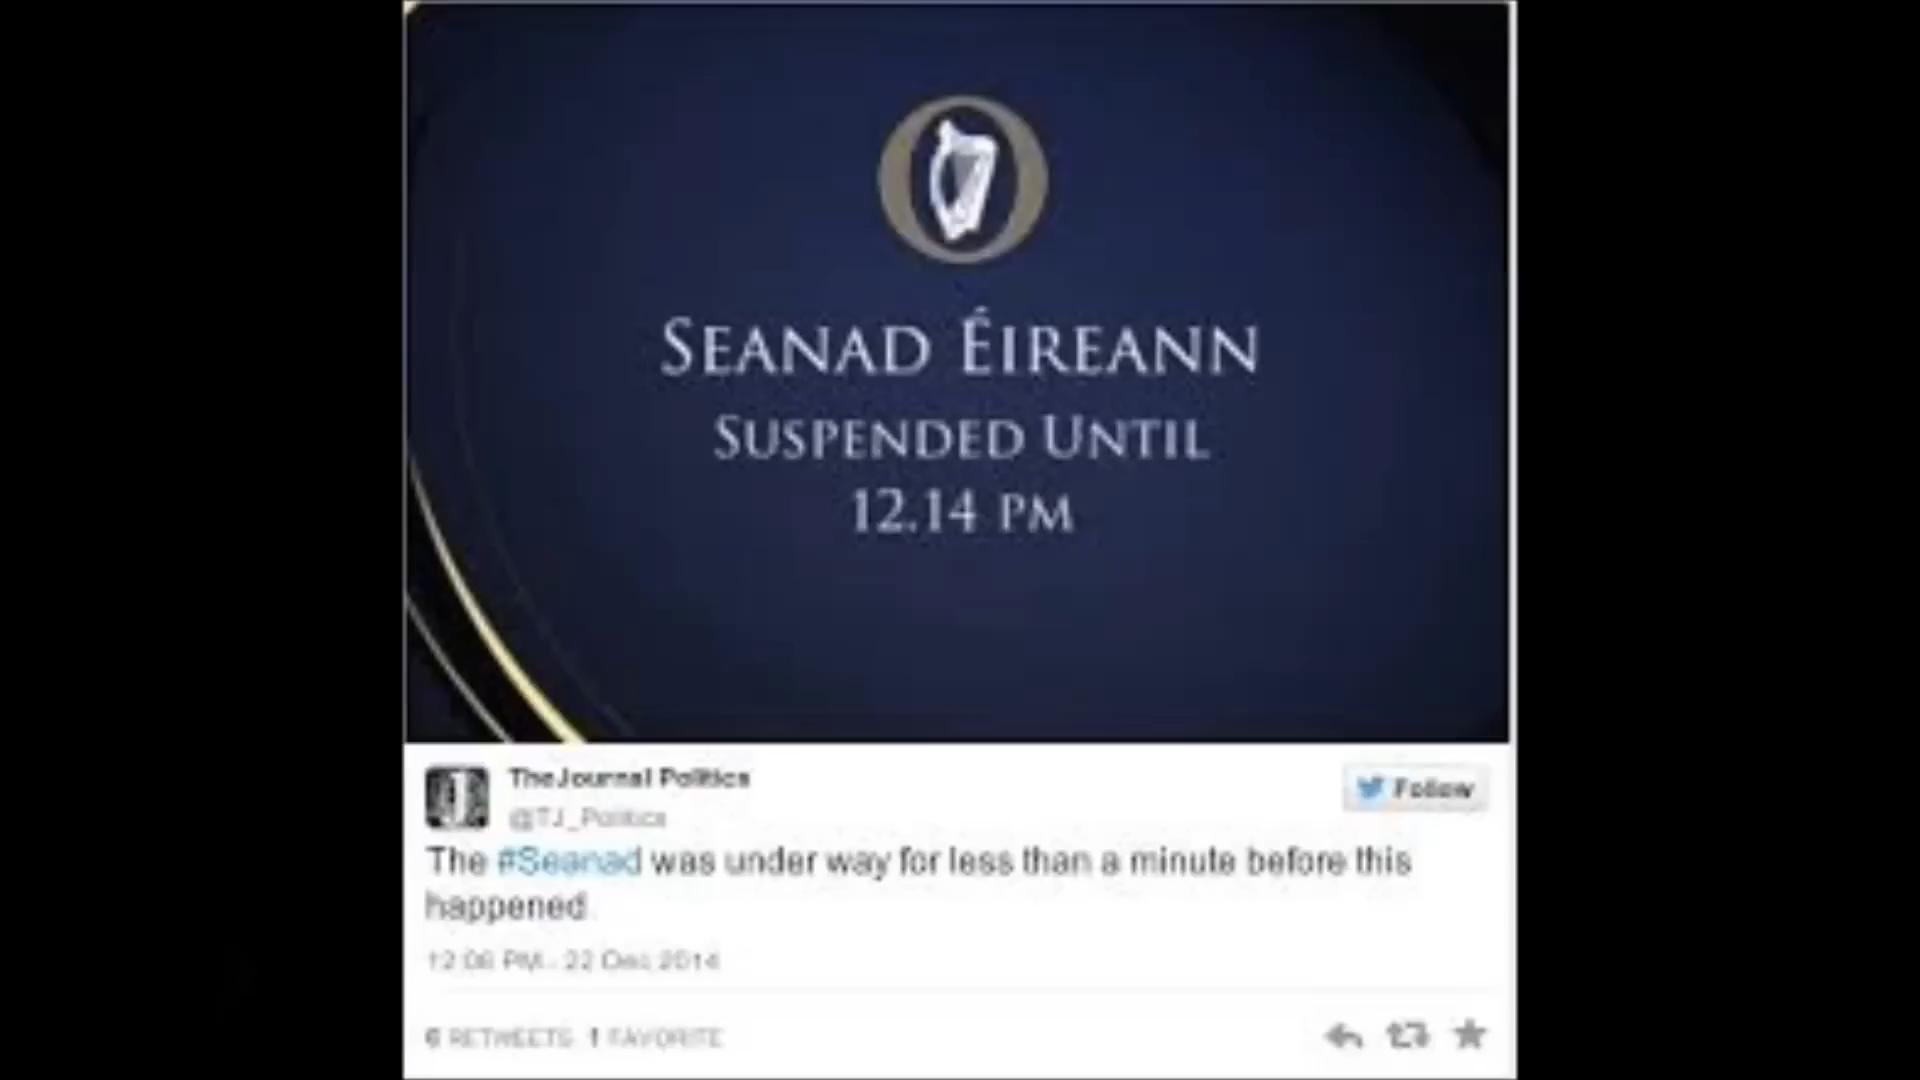 SEANAD ÉIREANN
SUSPENDED UNTIL
12.14 PM
TheJournal Politics
Follow
@TJ_Politics
The #Seanad was under way for less than a minute before this
happened
12:06 PM - 22 Dec 2014
6 RETWEETS 1 FAVORITE